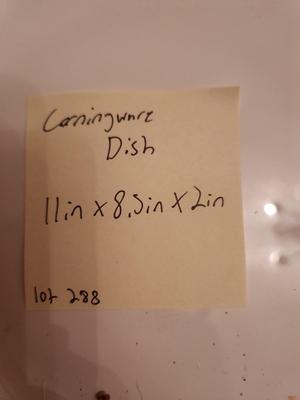 Corningware
Dish
11in x 8.5in x 2in
lot 288